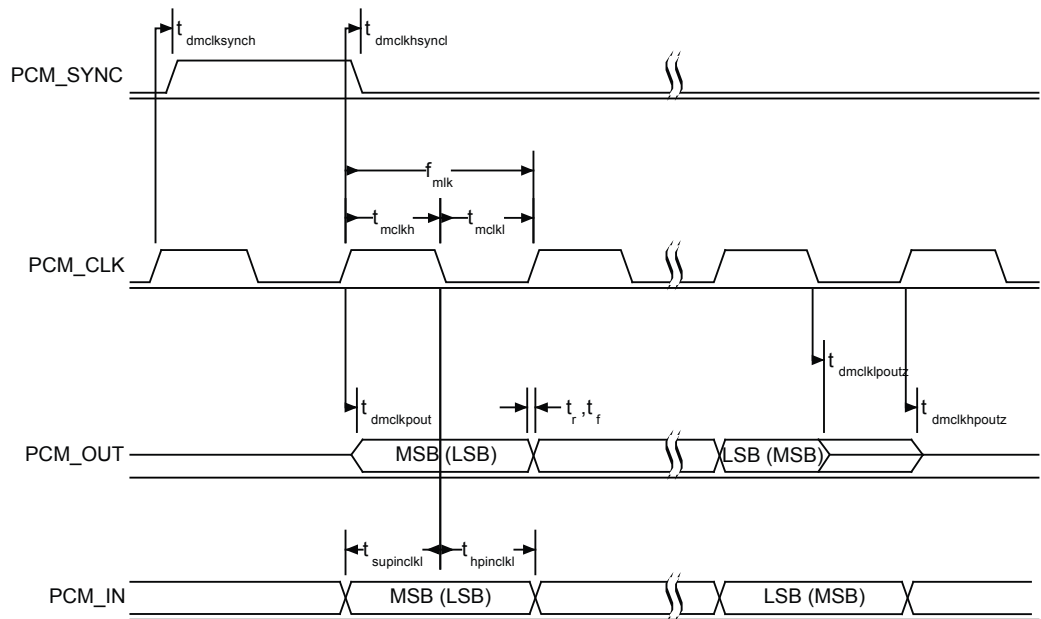 t dmclksynch
t dmclkhsyncl
PCM_SYNC
f mlk
t mclkh
t mclkl
PCM_CLK
t dmclklpoutz
t dmclkpout
t r ,t f
t dmclkhpoutz
PCM_OUT
MSB (LSB)
LSB (MSB)
t supinclkl
t hpinclkl
PCM_IN
MSB (LSB)
LSB (MSB)